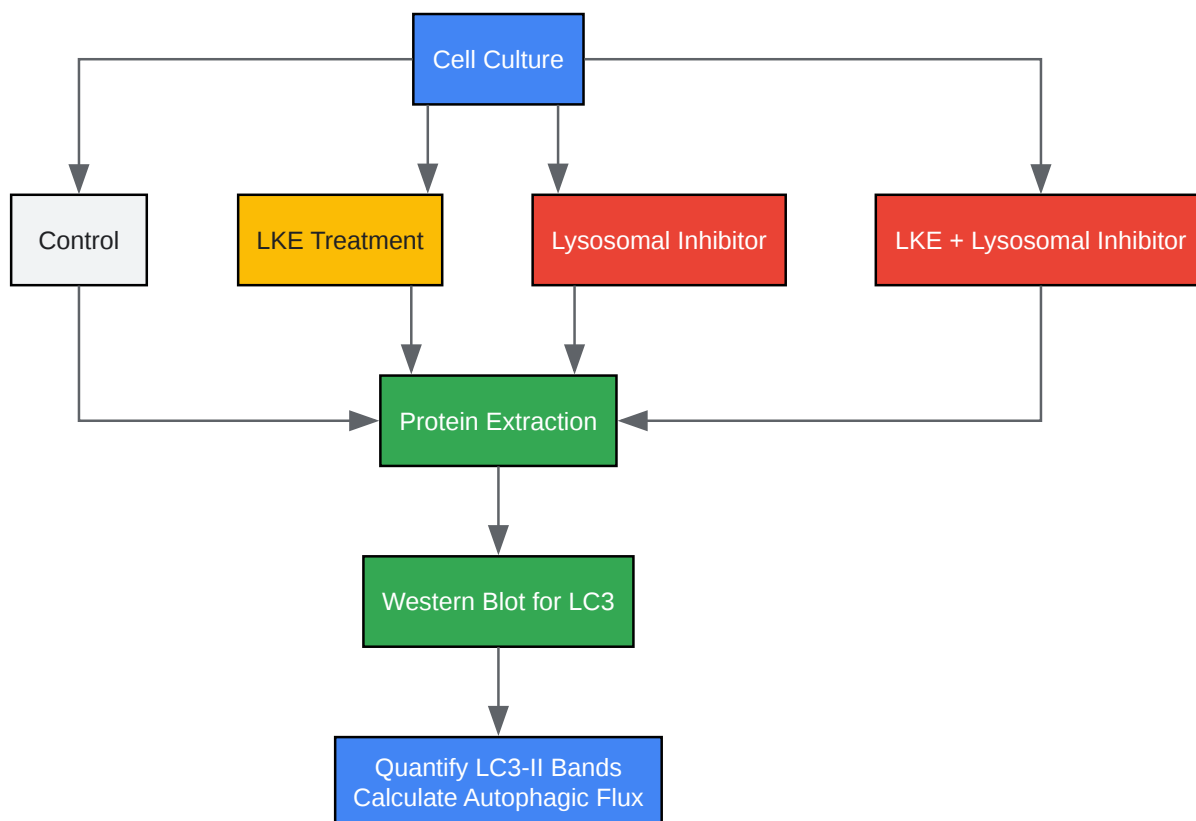 Cell Culture
Control
LKE Treatment
Lysosomal Inhibitor
LKE + Lysosomal Inhibitor
Protein Extraction
Western Blot for LC3
Quantify LC3-II Bands
Calculate Autophagic Flux